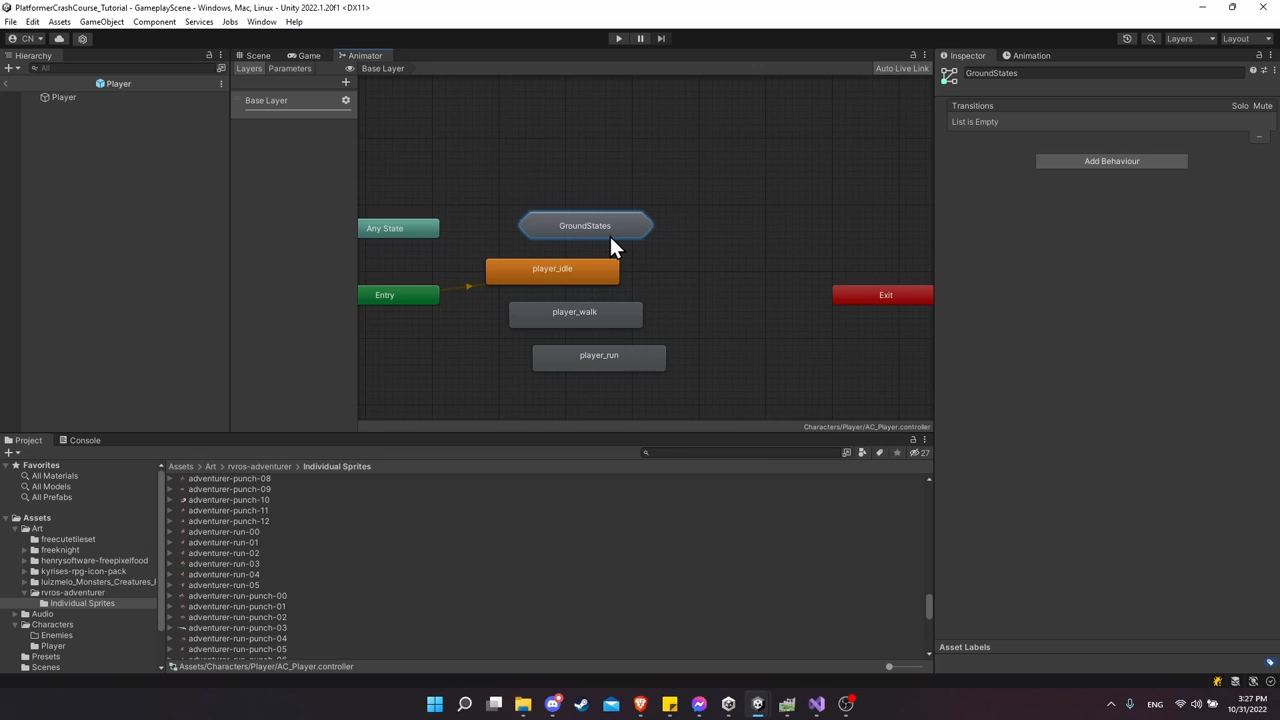 PlatformerCrashCourse_Tutorial - GameplayScene - Windows, Mac, Linux - Unity 2022.1.20f1 <DX11>
File Edit Assets GameObject Component Services Jobs Window Help
CN
Layers Layout
Hierarchy
Scene Game Animator
Inspector Animation
All
Layers Parameters
Base Layer
Auto Live Link
GroundStates
Player
Player
Base Layer
Transitions
Solo Mute
List is Empty
Add Behaviour
Any State
GroundStates
player_idle
Entry
Exit
player_walk
player_run
Characters/Player/AC_Player.controller
Project Console
27
Favorites
All Materials
All Models
All Prefabs
Assets
Art
freecutetileset
freeknight
henrysoftware-freepixelfood
kyrises-rpg-icon-pack
luizmelo_Monsters_Creatures_F
rvros-adventurer
Individual Sprites
Audio
Characters
Enemies
Player
Presets
Scenes
Assets > Art > rvros-adventurer > Individual Sprites
adventurer-punch-08
adventurer-punch-09
adventurer-punch-10
adventurer-punch-11
adventurer-punch-12
adventurer-run-00
adventurer-run-01
adventurer-run-02
adventurer-run-03
adventurer-run-04
adventurer-run-05
adventurer-run-punch-00
adventurer-run-punch-01
adventurer-run-punch-02
adventurer-run-punch-03
adventurer-run-punch-04
adventurer-run-punch-05
Assets/Characters/Player/AC_Player.controller
Asset Labels
ENG
3:27 PM
10/31/2022